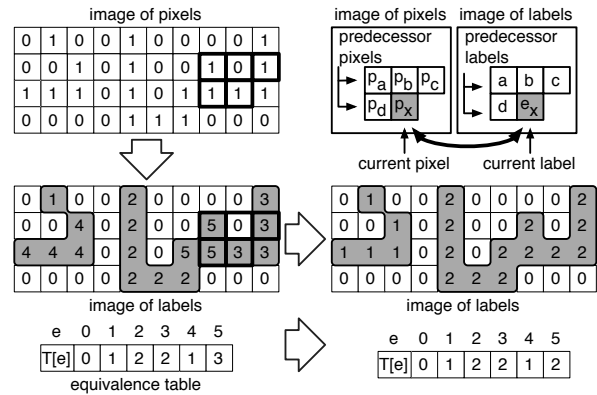 image of pixels
0 1 0 0 1 0 0 0 0 1
0 0 1 0 1 0 0 1 0 1
1 1 1 0 1 0 1 1 1 1
0 0 0 0 1 1 1 0 0 0
image of pixels
predecessor
pixels
pa pb pc
pd px
current pixel
image of labels
predecessor
labels
a b c
d ex
current label
0 1 0 0 2 0 0 0 0 3
0 0 4 0 2 0 0 5 0 3
4 4 4 0 2 0 5 5 3 3
0 0 0 0 2 2 2 0 0 0
image of labels
e 0 1 2 3 4 5
T[e] 0 1 2 2 1 3
equivalence table
0 1 0 0 2 0 0 0 0 2
0 0 1 0 2 0 0 2 0 2
1 1 1 0 2 0 2 2 2 2
0 0 0 0 2 2 2 0 0 0
image of labels
e 0 1 2 3 4 5
T[e] 0 1 2 2 1 2